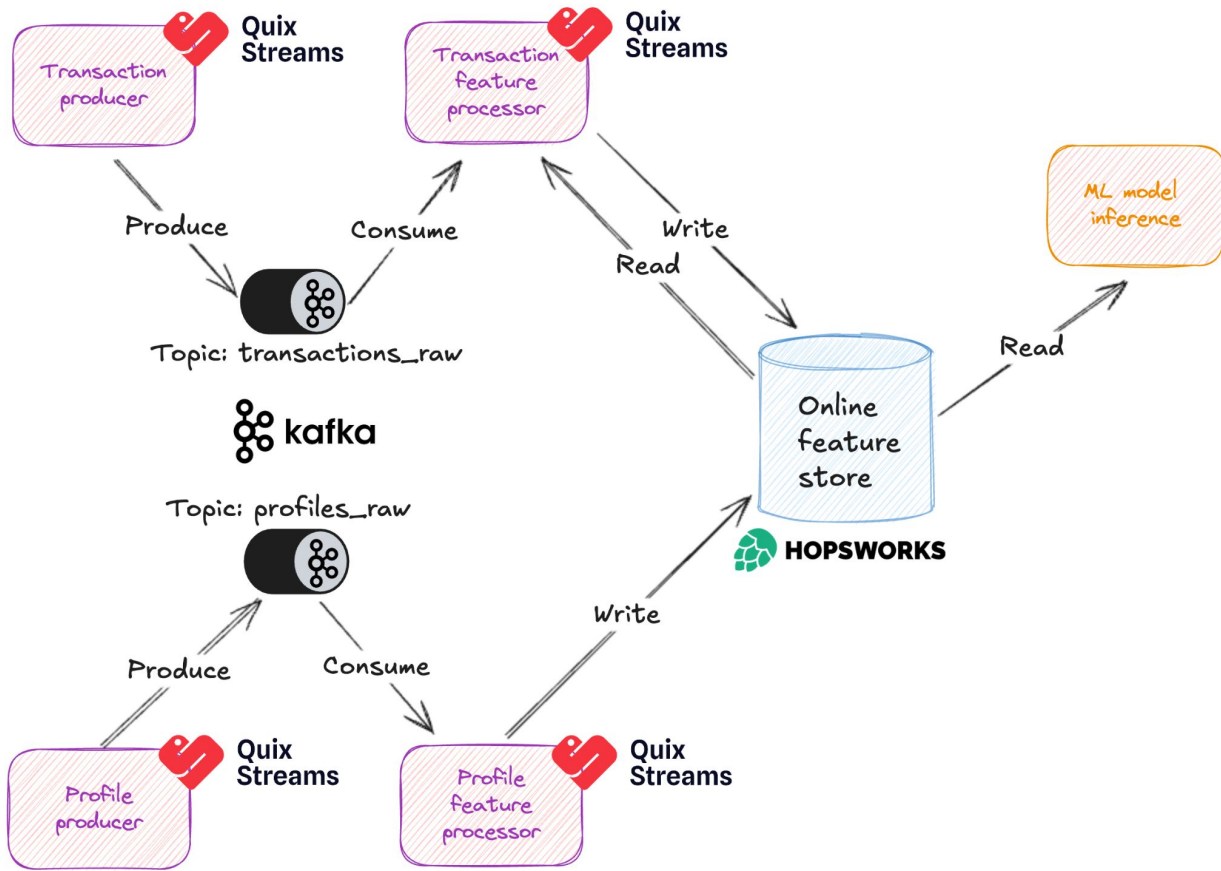 Quix
Streams
Transaction
producer
Quix
Streams
Transaction
feature
processor
ML model
inference
Produce
Consume
Write
Read
Topic: transactions_raw
Read
Online
feature
store
kafka
Topic: profiles_raw
HOPSWORKS
Write
Produce
Consume
Quix
Streams
Profile
producer
Quix
Streams
Profile
feature
processor